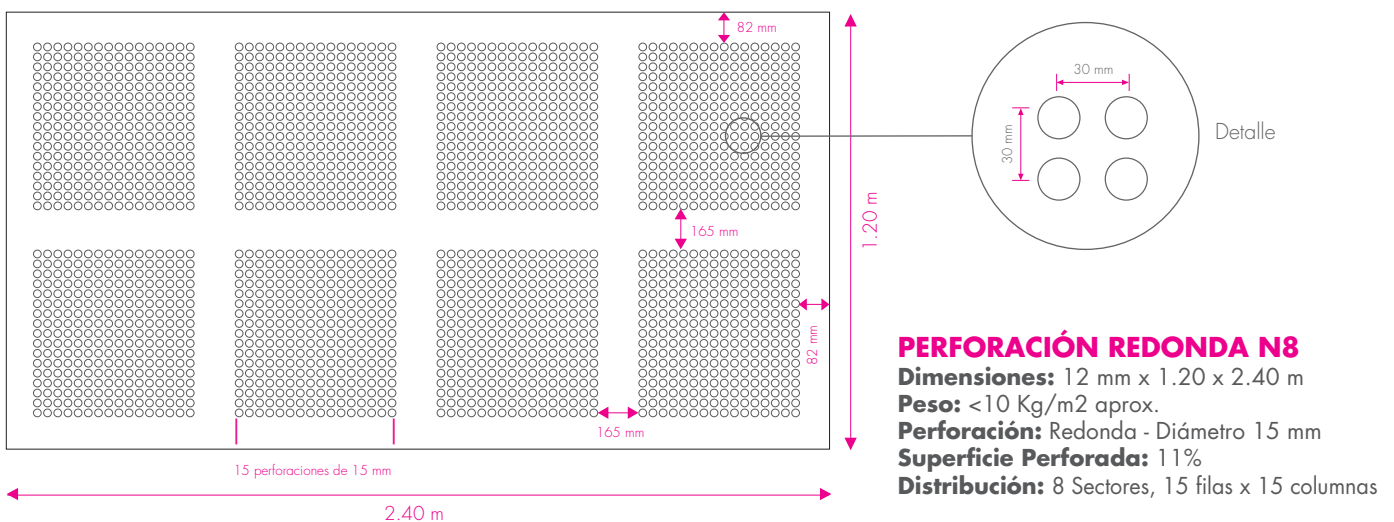 82 mm
30 mm
30 mm
Detalle
165 mm
1.20 m
82 mm
165 mm
15 perforaciones de 15 mm
2.40 m
PERFORACIÓN REDONDA N8
Dimensiones: 12 mm x 1.20 x 2.40 m
Peso: <10 Kg/m2 aprox.
Perforación: Redonda - Diámetro 15 mm
Superficie Perforada: 11%
Distribución: 8 Sectores, 15 filas x 15 columnas